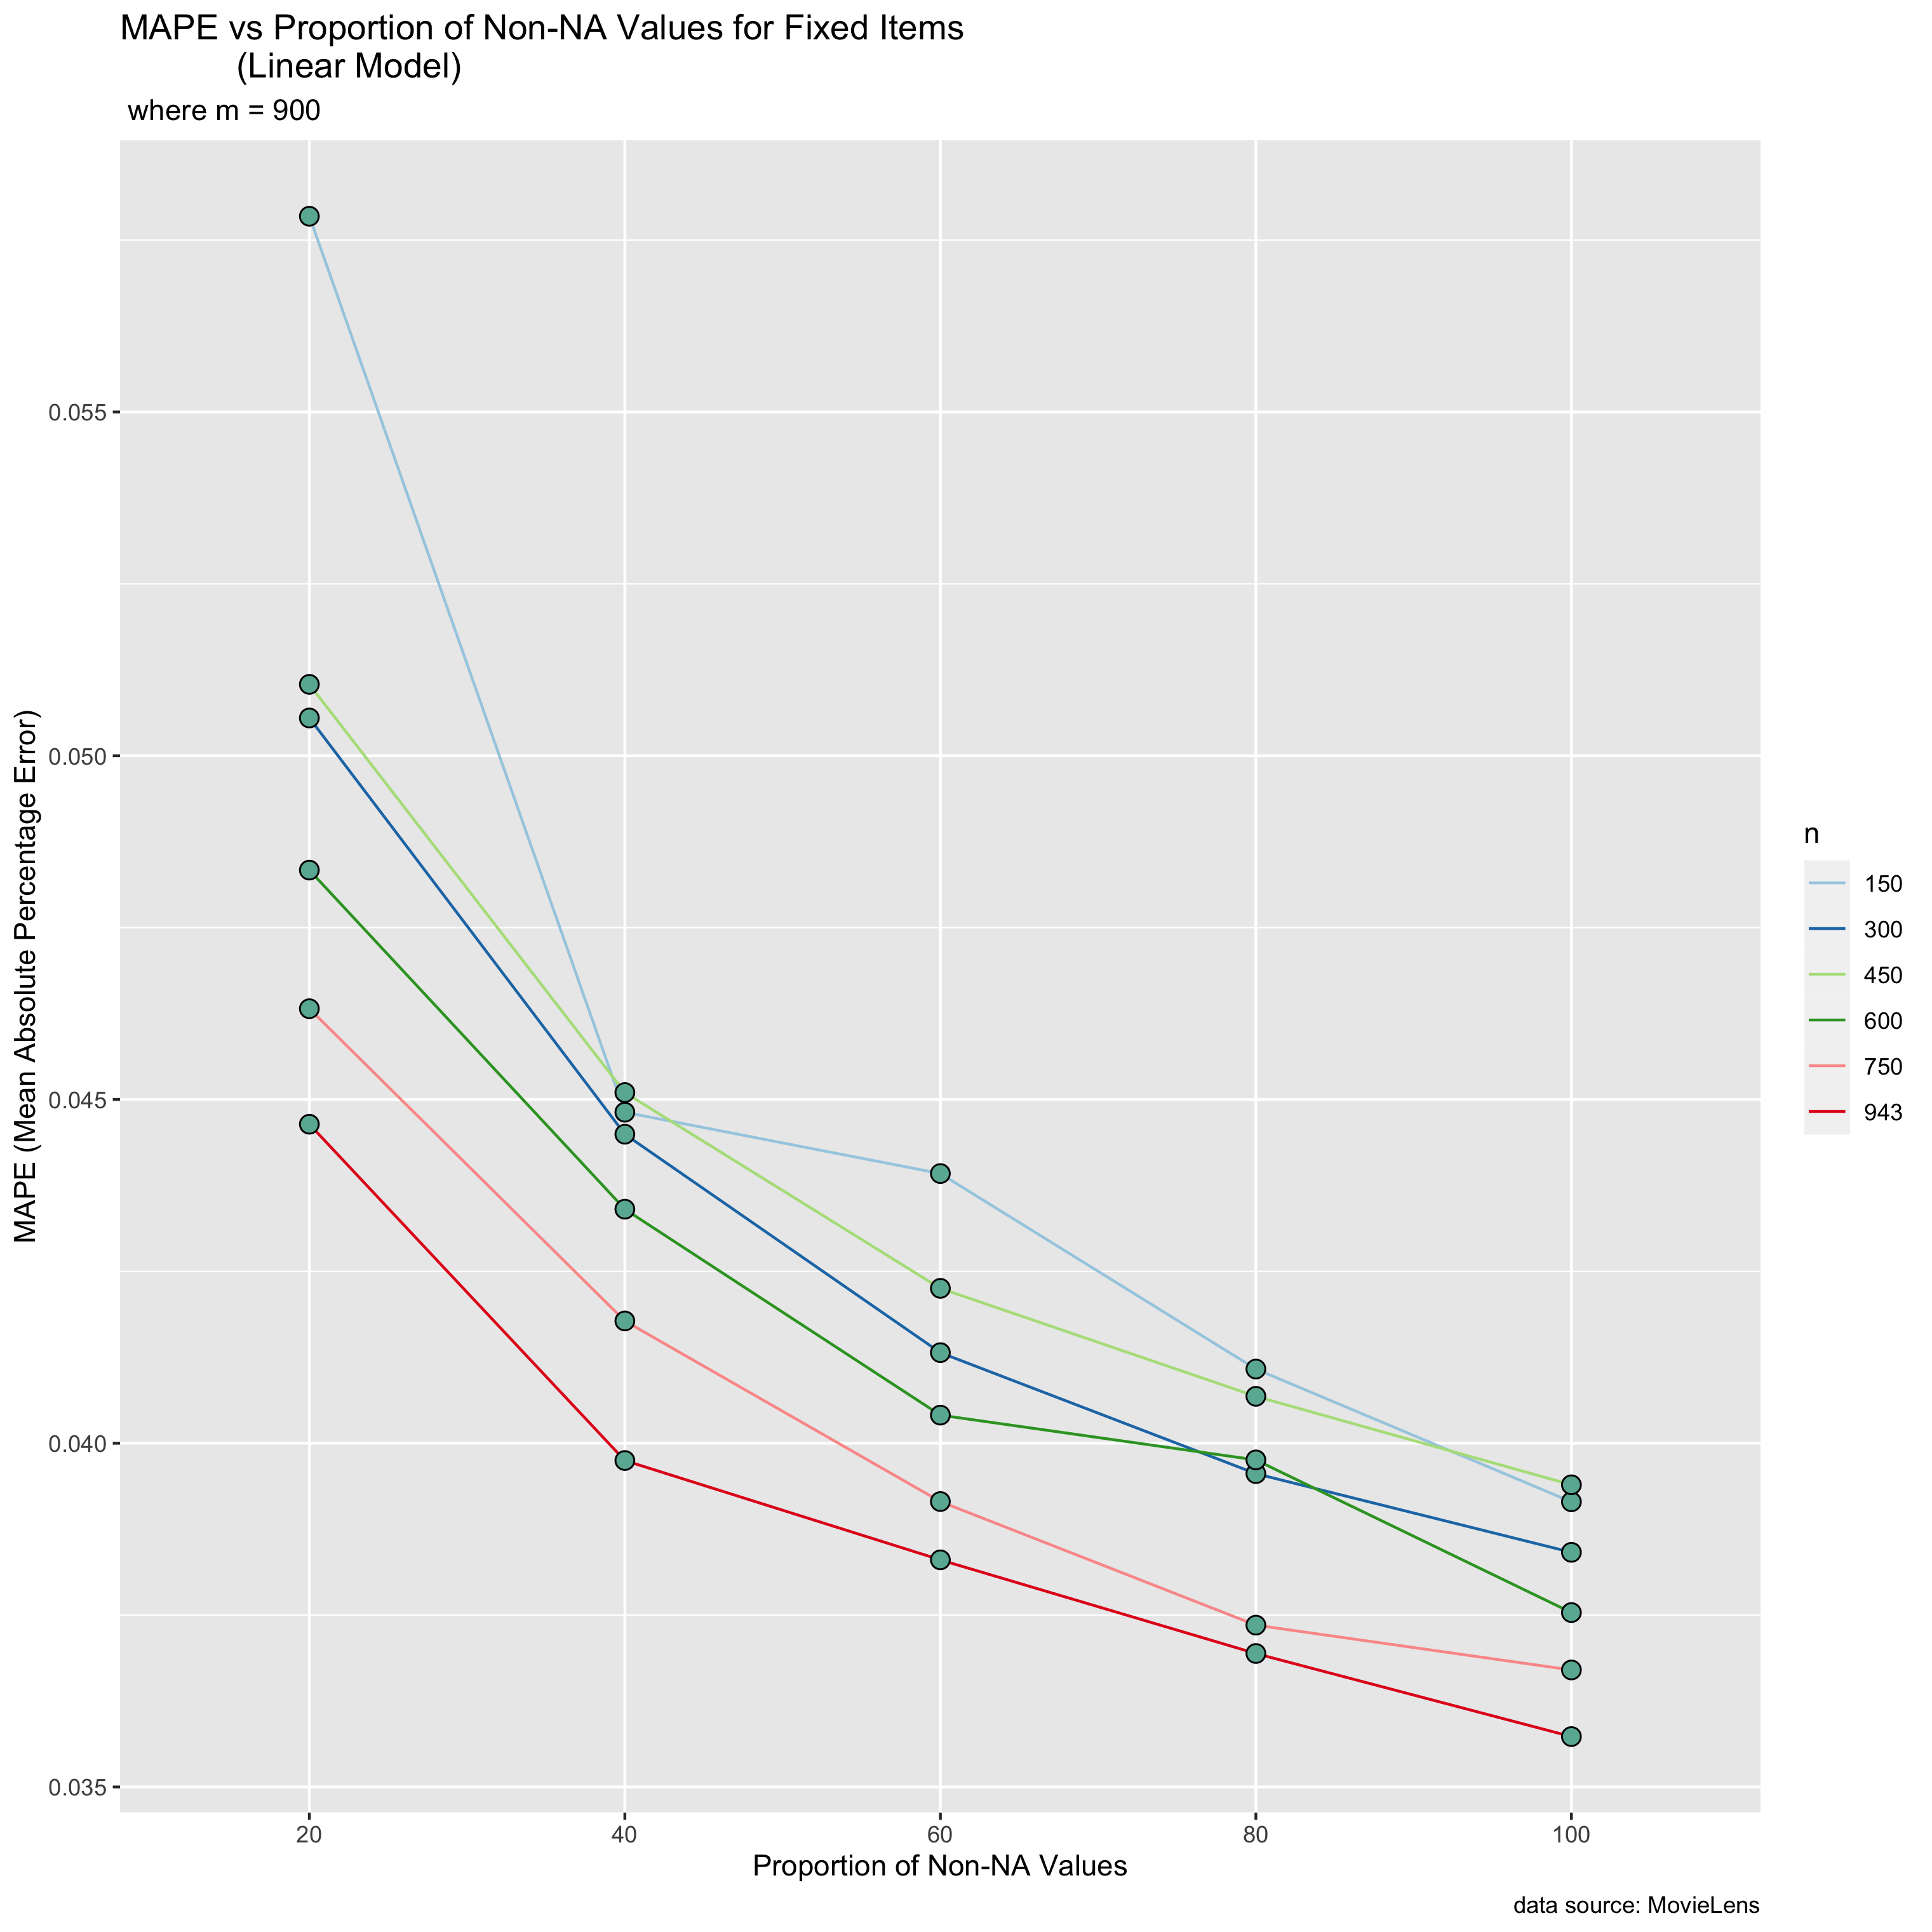 MAPE vs Proportion of Non-NA Values for Fixed Items
(Linear Model)
where m = 900
MAPE (Mean Absolute Percentage Error)
0.055
0.050
0.045
0.040
0.035
20 40 60 80 100
Proportion of Non-NA Values
n
150
300
450
600
750
943
data source: MovieLens